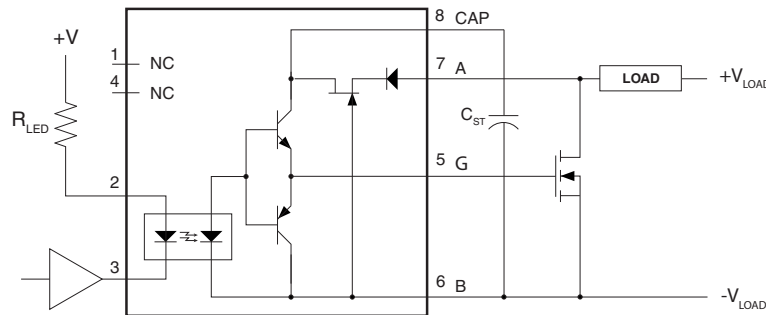 8 CAP
+V
1 NC
7 A
4 NC
LOAD
+VLOAD
RLED
CST
5 G
2
3
6 B
-VLOAD